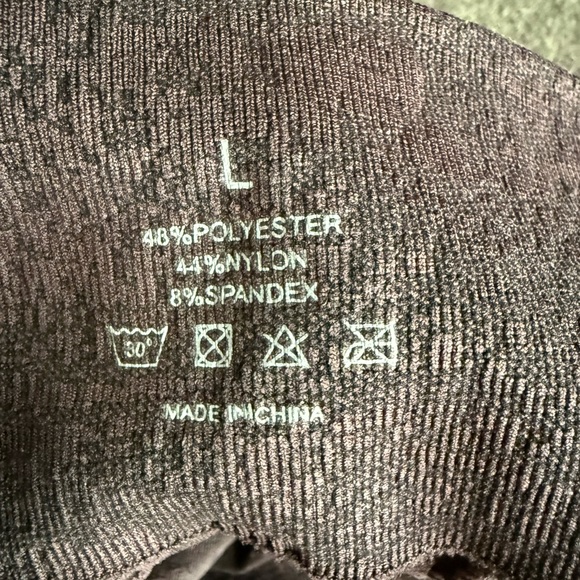 L
48%POLYESTER
44%NYLON
8%SPANDEX
30°
MADE IN CHINA